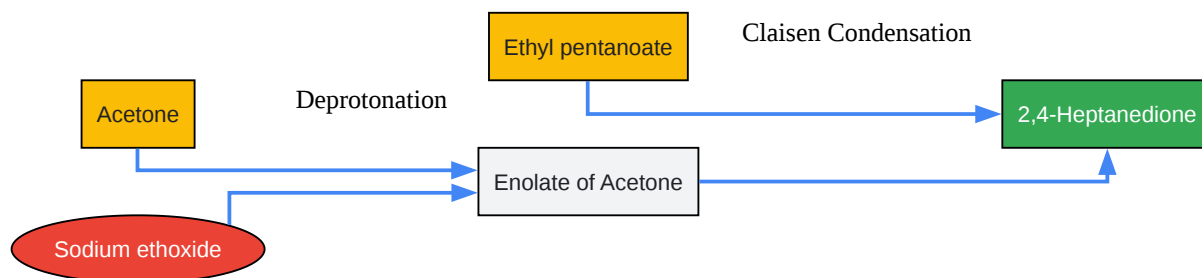 Ethyl pentanoate
Claisen Condensation
Acetone
Deprotonation
2,4-Heptanedione
Enolate of Acetone
Sodium ethoxide